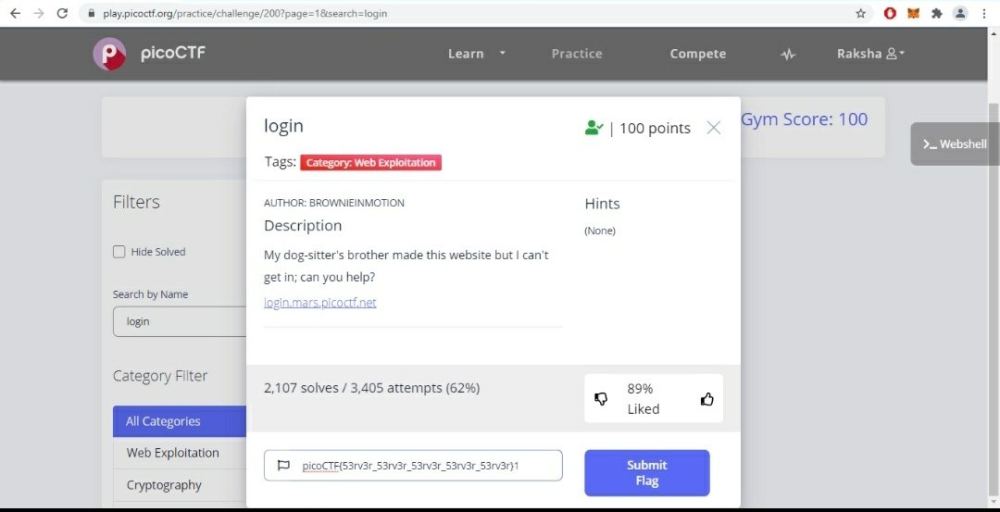 play.picoctf.org/practice/challenge/200?page=1&search=login
picoCTF
Learn
Practice
Compete
Raksha
login
| 100 points
Gym Score: 100
Webshell
Tags: Category: Web Exploitation
Filters
Hide Solved
Search by Name
login
Category Filter
All Categories
Web Exploitation
Cryptography
AUTHOR: BROWNIEINMOTION
Description
My dog-sitter's brother made this website but I can't
get in; can you help?
login.mars.picoctf.net
Hints
(None)
2,107 solves / 3,405 attempts (62%)
89%
Liked
picoCTF{53rv3r_53rv3r_53rv3r_53rv3r_53rv3r}1
Submit
Flag